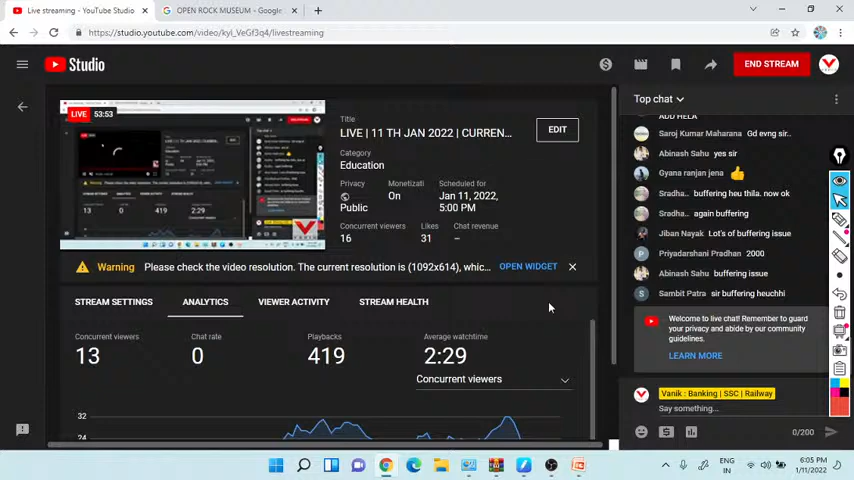 Live streaming - YouTube Studio
OPEN ROCK MUSEUM - Google
https://studio.youtube.com/video/kyi_VeGf3q4/livestreaming
Studio
END STREAM
LIVE 53:53
Title
LIVE | 11 TH JAN 2022 | CURREN...
EDIT
Category
Education
Privacy
Public
Monetizati
On
Scheduled for
Jan 11, 2022,
5:00 PM
Concurrent viewers
16
Likes
31
Chat revenue
–
Warning Please check the video resolution. The current resolution is (1092x614), whic... OPEN WIDGET
STREAM SETTINGS ANALYTICS VIEWER ACTIVITY STREAM HEALTH
Concurrent viewers
13
Chat rate
0
Playbacks
419
Average watchtime
2:29
Concurrent viewers
32
24
Top chat
ADD HELA
Saroj Kumar Maharana Gd evng sir..
Abinash Sahu yes sir
Gyana ranjan jena
Sradha.. buffering heu thila. now ok
Sradha.. again buffering
Jiban Nayak Lot's of buffering issue
Priyadarshani Pradhan 2000
Abinash Sahu buffering issue
Sambit Patra sir buffering heuchhi
Welcome to live chat! Remember to guard
your privacy and abide by our community
guidelines.
LEARN MORE
Vanik : Banking | SSC | Railway
Say something...
0/200
ENG
IN
6:05 PM
1/11/2022